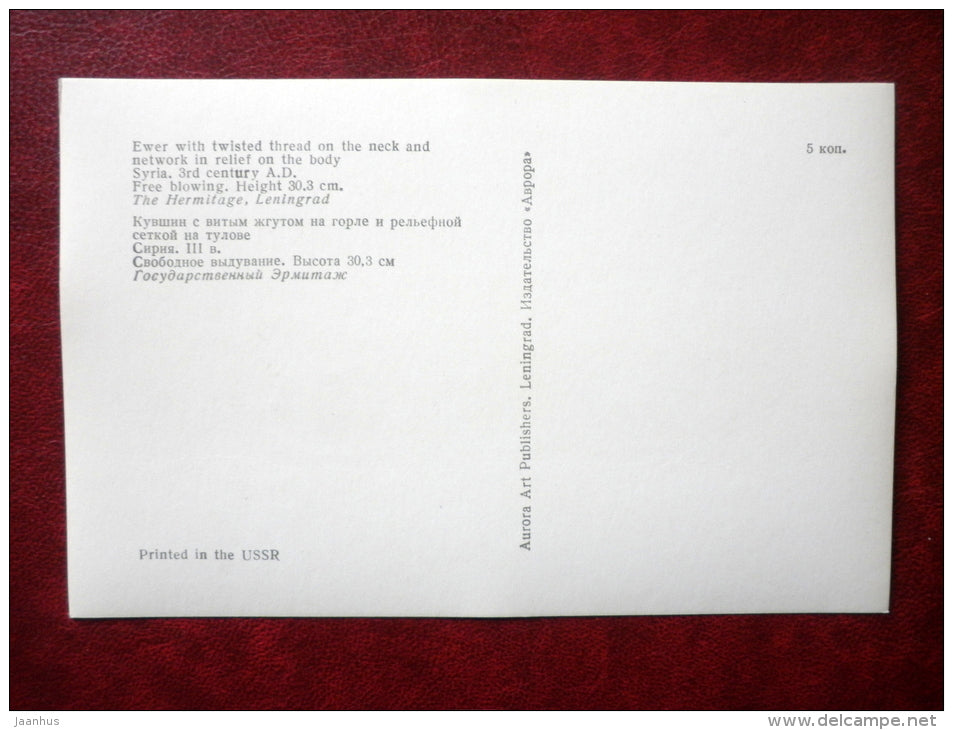 Ewer with twisted thread on the neck and
network in relief on the body
Syria. 3rd century A.D.
Free blowing. Height 30.3 cm.
The Hermitage, Leningrad
Кувшин с витым жгутом на горле и рельефной
сеткой на тулове
Сирия. III в.
Свободное выдувание. Высота 30,3 см
Государственный Эрмитаж
Printed in the USSR
Aurora Art Publishers. Leningrad. Издательство «Аврора»
5 коп.
jaanhus
www.delcampe.net